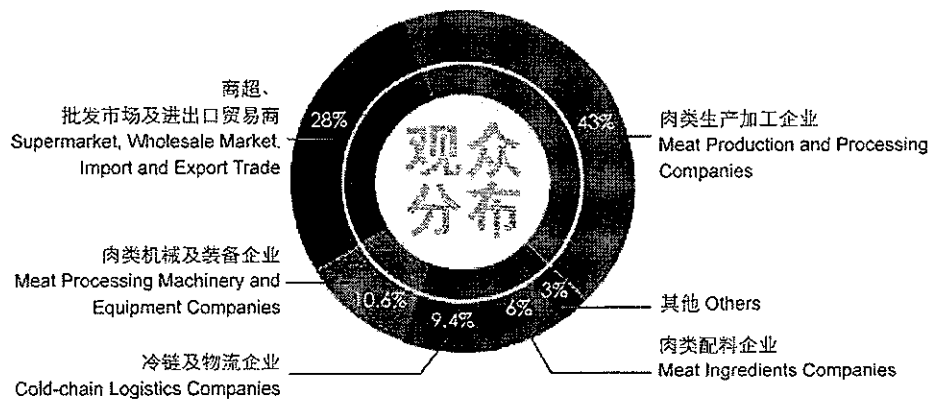 观众
分布
商超、
批发市场及进出口贸易商
Supermarket, Wholesale Market,
Import and Export Trade
28%
43%
肉类生产加工企业
Meat Production and Processing
Companies
肉类机械及装备企业
Meat Processing Machinery and
Equipment Companies
10.6%
9.4%
6%
3%
其他 Others
冷链及物流企业
Cold-chain Logistics Companies
肉类配料企业
Meat Ingredients Companies